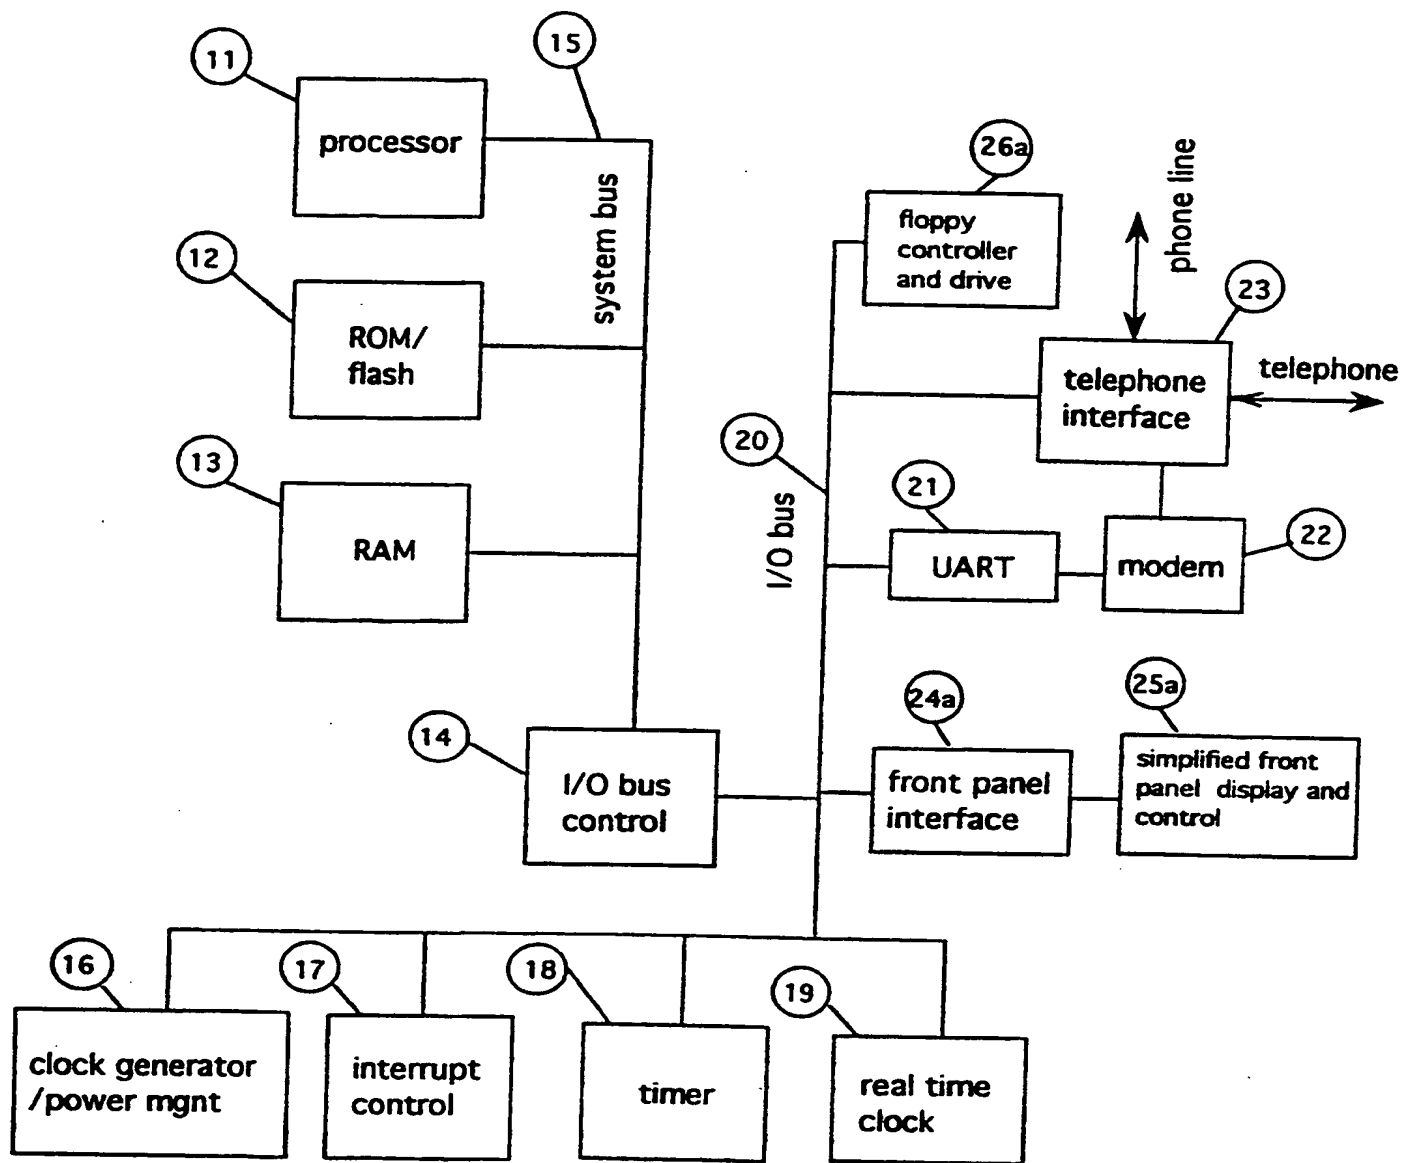 11
processor
15
system bus
12
ROM/
flash
13
RAM
14
I/O bus
control
26a
floppy
controller
and drive
phone line
23
telephone
interface
telephone
20
I/O bus
21
UART
22
modem
24a
front panel
interface
25a
simplified front
panel display and
control
16
clock generator
/power mgnt
17
interrupt
control
18
timer
19
real time
clock